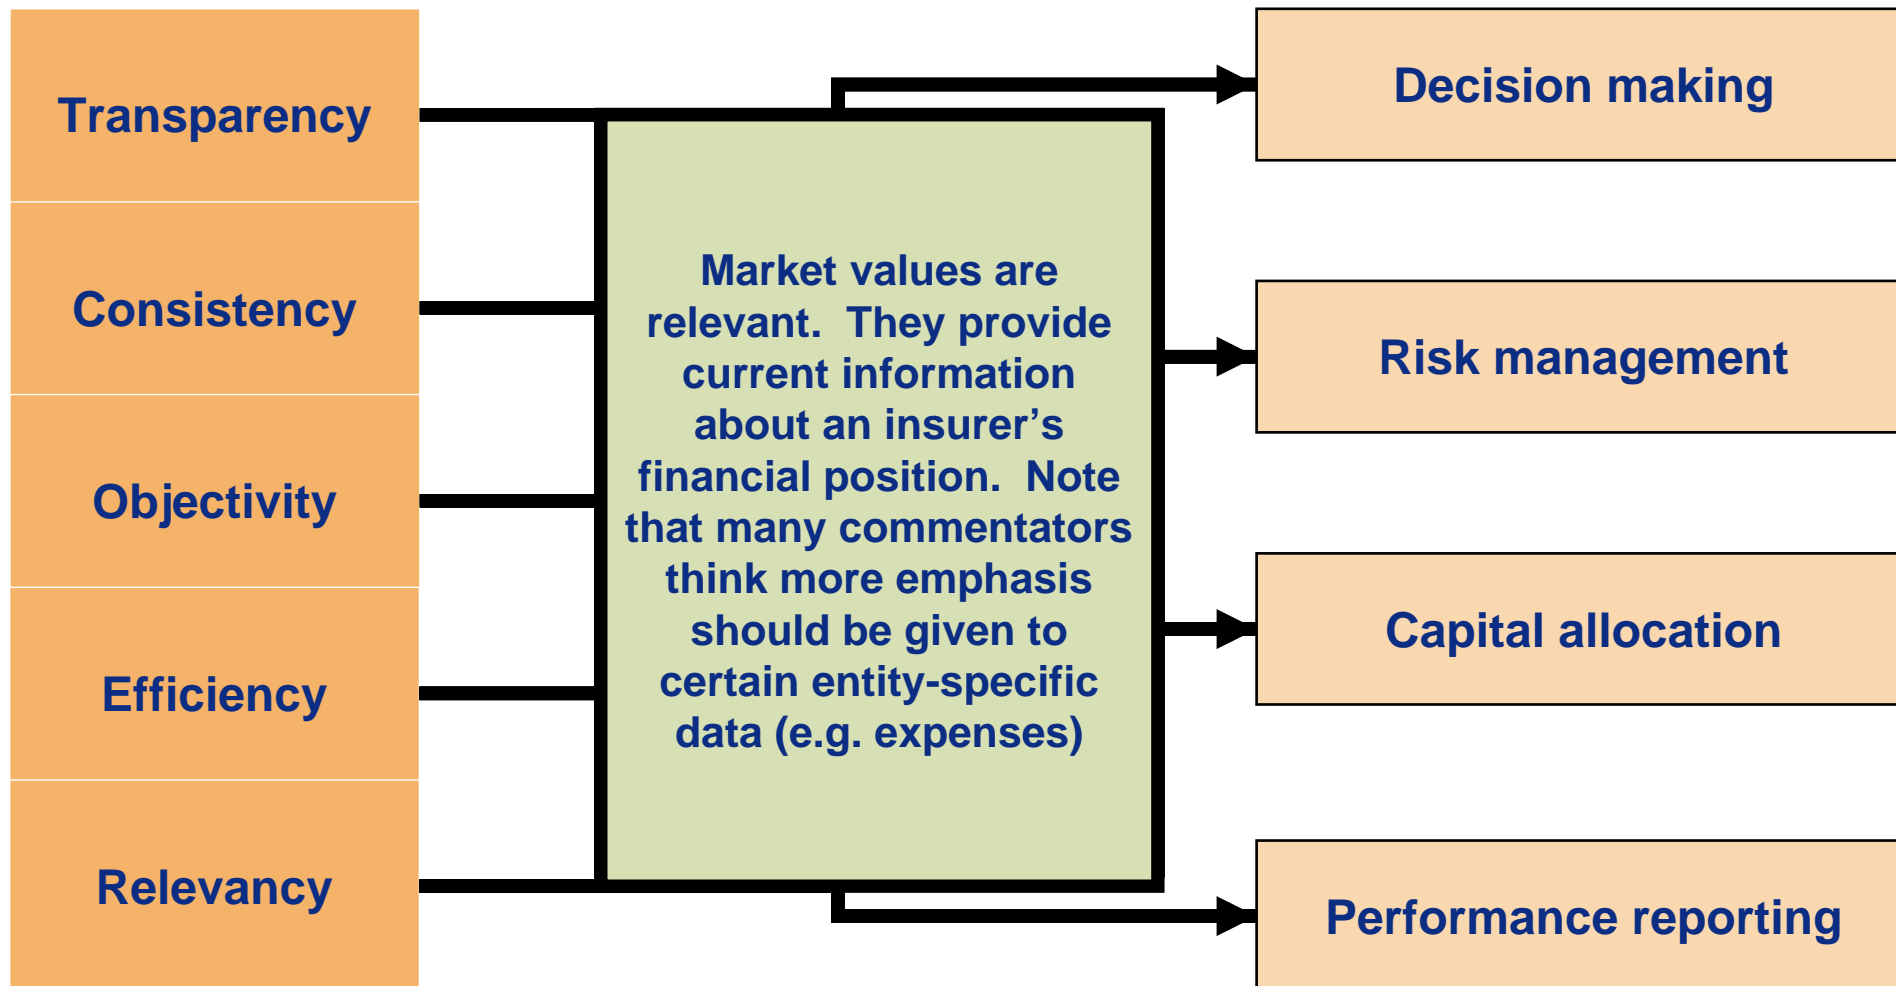 Transparency
Consistency
Objectivity
Efficiency
Relevancy
Market values are
relevant.  They provide
current information
about an insurer’s
financial position.  Note
that many commentators
think more emphasis
should be given to
certain entity-specific
data (e.g. expenses)
Decision making
Risk management
Capital allocation
Performance reporting